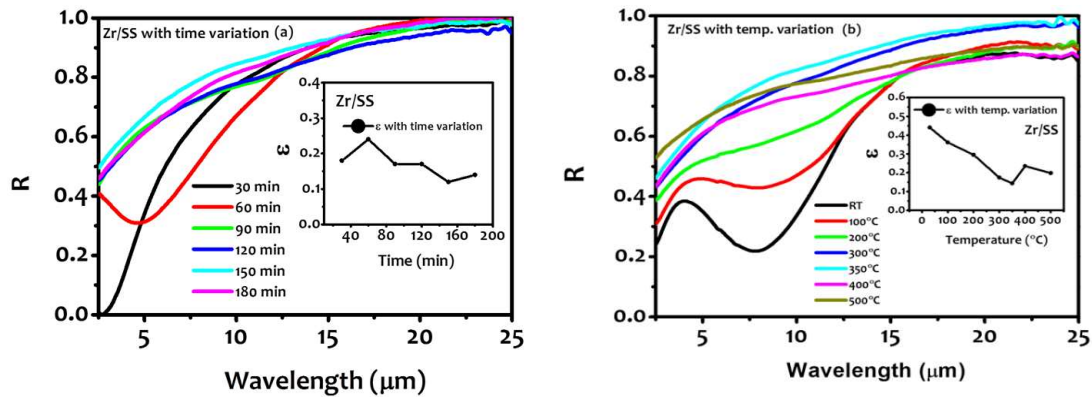 Zr/SS with time variation (a)
1.0
0.8
0.6
0.4
0.2
0.0
R
5
10
15
20
25
Wavelength (μm)
30 min
60 min
90 min
120 min
150 min
180 min
Zr/SS
ε with time variation
0.4
0.3
0.2
0.1
0.0
ε
0 40 80 120 160 200
Time (min)
Zr/SS with temp. variation (b)
1.0
0.8
0.6
0.4
0.2
0.0
R
5 10 15 20 25
Wavelength (μm)
RT
100°C
200°C
300°C
350°C
400°C
500°C
ε with temp. variation
Zr/SS
0.6
0.5
0.4
0.3
0.2
0.1
0.0
ε
0 100 200 300 400 500
Temperature (°C)